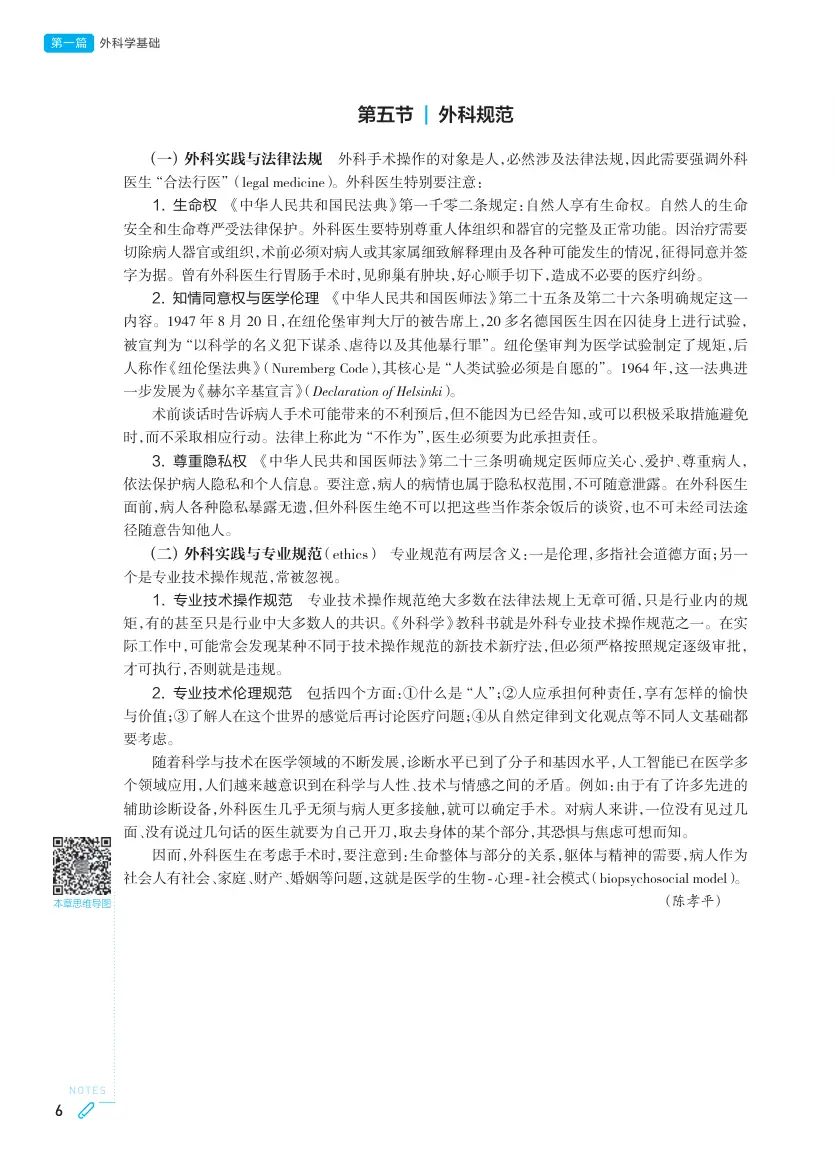 第一篇 外科学基础
第五节 | 外科规范
（一）外科实践与法律法规　外科手术操作的对象是人，必然涉及法律法规，因此需要强调外科
医生“合法行医”（legal medicine）。外科医生特别要注意：
1. 生命权　《中华人民共和国民法典》第一千零二条规定：自然人享有生命权。自然人的生命
安全和生命尊严受法律保护。外科医生要特别尊重人体组织和器官的完整及正常功能。因治疗需要
切除病人器官或组织，术前必须对病人或其家属细致解释理由及各种可能发生的情况，征得同意并签
字为据。曾有外科医生行胃肠手术时，见卵巢有肿块，好心顺手切下，造成不必要的医疗纠纷。
2. 知情同意权与医学伦理　《中华人民共和国医师法》第二十五条及第二十六条明确规定这一
内容。1947 年 8 月 20 日，在纽伦堡审判大厅的被告席上，20 多名德国医生因在囚徒身上进行试验，
被宣判为“以科学的名义犯下谋杀、虐待以及其他暴行罪”。纽伦堡审判为医学试验制定了规矩，后
人称作《纽伦堡法典》（Nuremberg Code），其核心是“人类试验必须是自愿的”。1964 年，这一法典进
一步发展为《赫尔辛基宣言》（Declaration of Helsinki）。
术前谈话时告诉病人手术可能带来的不利预后，但不能因为已经告知，或可以积极采取措施避免
时，而不采取相应行动。法律上称此为“不作为”，医生必须要为此承担责任。
3. 尊重隐私权　《中华人民共和国医师法》第二十三条明确规定医师应关心、爱护、尊重病人，
依法保护病人隐私和个人信息。要注意，病人的病情也属于隐私权范围，不可随意泄露。在外科医生
面前，病人各种隐私暴露无遗，但外科医生绝不可以把这些当作茶余饭后的谈资，也不可未经司法途
径随意告知他人。
（二）外科实践与专业规范（ethics）　专业规范有两层含义：一是伦理，多指社会道德方面；另一
个是专业技术操作规范，常被忽视。
1. 专业技术操作规范　专业技术操作规范绝大多数在法律法规上无章可循，只是行业内的规
矩，有的甚至只是行业中大多数人的共识。《外科学》教科书就是外科专业技术操作规范之一。在实
际工作中，可能常会发现某种不同于技术操作规范的新技术新疗法，但必须严格按照规定逐级审批，
才可执行，否则就是违规。
2. 专业技术伦理规范　包括四个方面：①什么是“人”；②人应承担何种责任，享有怎样的愉快
与价值；③了解人在这个世界的感觉后再讨论医疗问题；④从自然定律到文化观点等不同人文基础都
要考虑。
随着科学与技术在医学领域的不断发展，诊断水平已到了分子和基因水平，人工智能已在医学多
个领域应用，人们越来越意识到在科学与人性、技术与情感之间的矛盾。例如：由于有了许多先进的
辅助诊断设备，外科医生几乎无须与病人更多接触，就可以确定手术。对病人来讲，一位没有见过几
面、没有说过几句话的医生就要为自己开刀，取去身体的某个部分，其恐惧与焦虑可想而知。
因而，外科医生在考虑手术时，要注意到：生命整体与部分的关系，躯体与精神的需要，病人作为
社会人有社会、家庭、财产、婚姻等问题，这就是医学的生物-心理-社会模式（biopsychosocial model）。
（陈孝平）
本章思维导图
NOTES
6